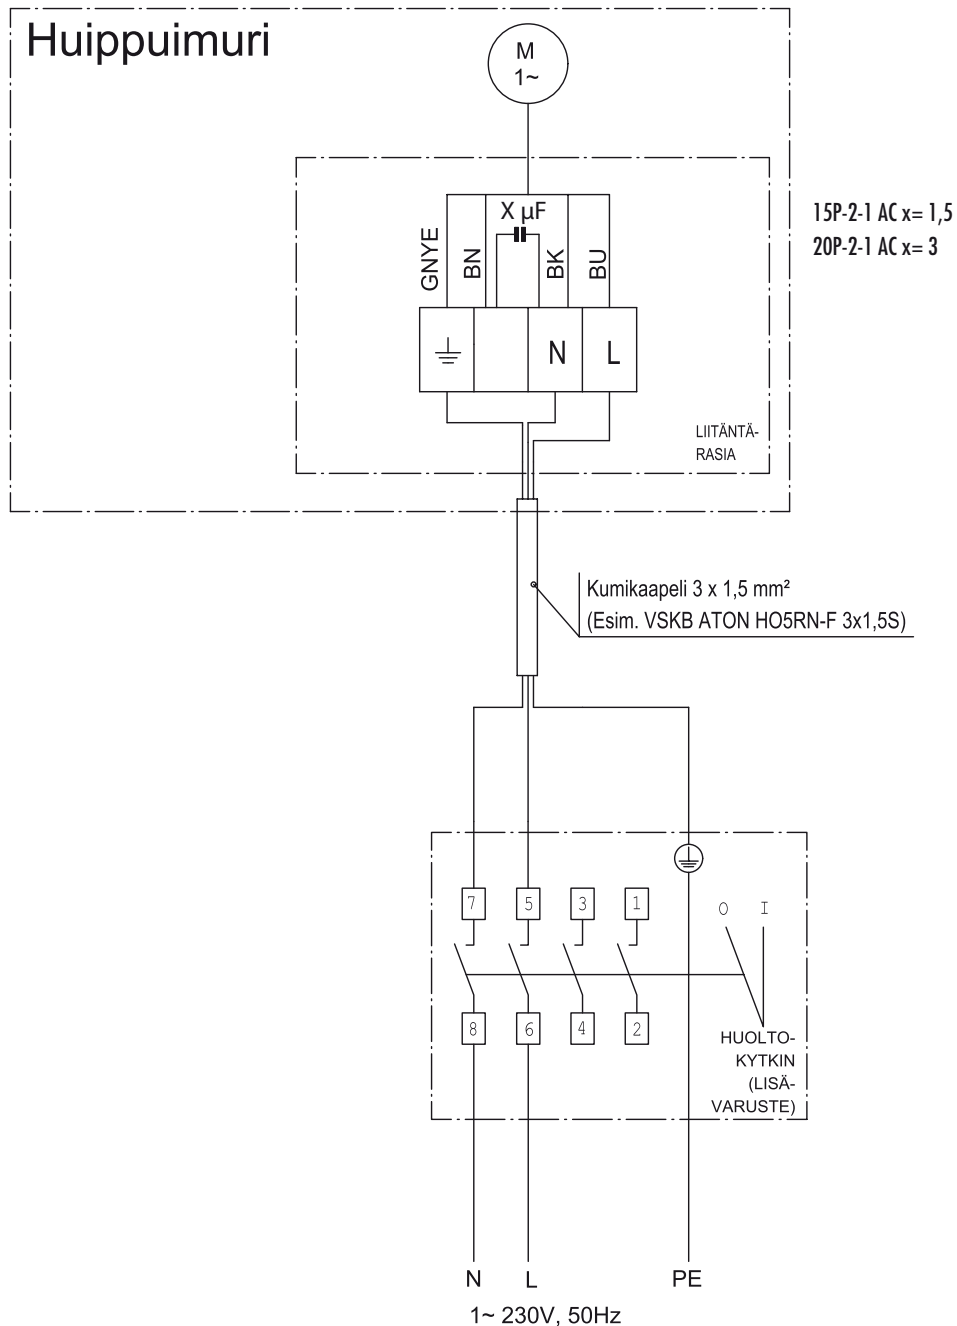 Huippuimuri
M
1~
15P-2-1 AC x= 1,5
20P-2-1 AC x= 3
X µF
GNYE
BN
BK
BU
N
L
LIITÄNTÄ-
RASIA
Kumikaapeli 3 x 1,5 mm²
(Esim. VSKB ATON HO5RN-F 3x1,5S)
7
5
3
1
O
I
8
6
4
2
HUOLTO-
KYTKIN
(LISÄ-
VARUSTE)
N
L
PE
1~ 230V, 50Hz